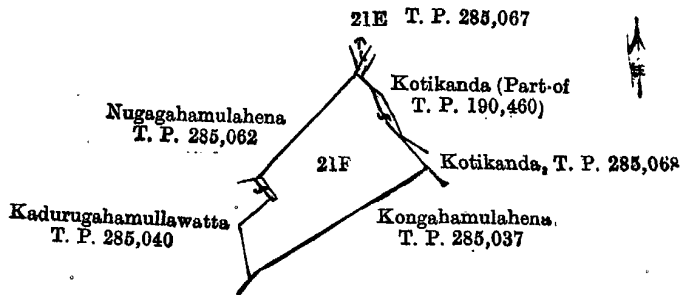 21E T. P. 285,067
Kotikanda (Part of
T. P. 190,460)
Nugagahamulahena
T. P. 285,062
21F
Kotikanda, T. P. 285,068
Kadurugahamullawatta
T. P. 285,040
Kongahamulahena,
T. P. 285,037